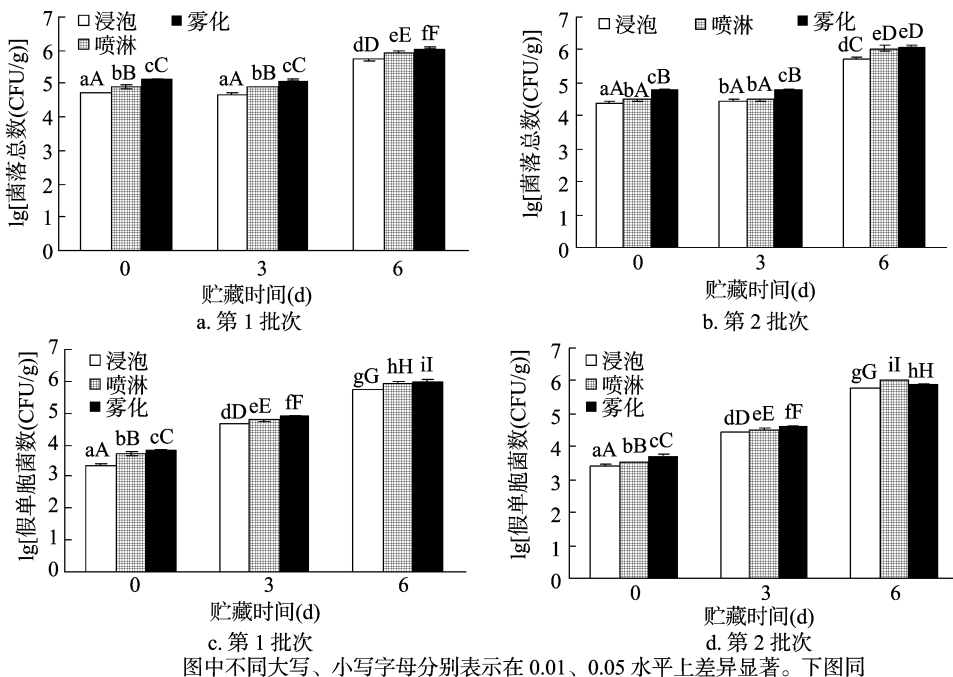 浸泡 雾化
喷淋
lg[菌落总数(CFU/g)]
7
6
5
4
3
2
1
0
aA bB cC
aA bB cC
dD eE fF
0 3 6
贮藏时间(d)
a. 第 1 批次
浸泡 喷淋 雾化
lg[菌落总数(CFU/g)]
7
6
5
4
3
2
1
0
aA bA cB
bA bA cB
dC eD eD
0 3 6
贮藏时间(d)
b. 第 2 批次
浸泡
喷淋
雾化
lg[假单胞菌数(CFU/g)]
7
6
5
4
3
2
1
0
aA bB cC
dD eE fF
gG hH iI
0 3 6
贮藏时间(d)
c. 第 1 批次
浸泡
喷淋
雾化
lg[假单胞菌数(CFU/g)]
7
6
5
4
3
2
1
0
aA bB cC
dD eE fF
gG iI hH
0 3 6
贮藏时间(d)
d. 第 2 批次
图中不同大写、小写字母分别表示在 0.01、0.05 水平上差异显著。下图同